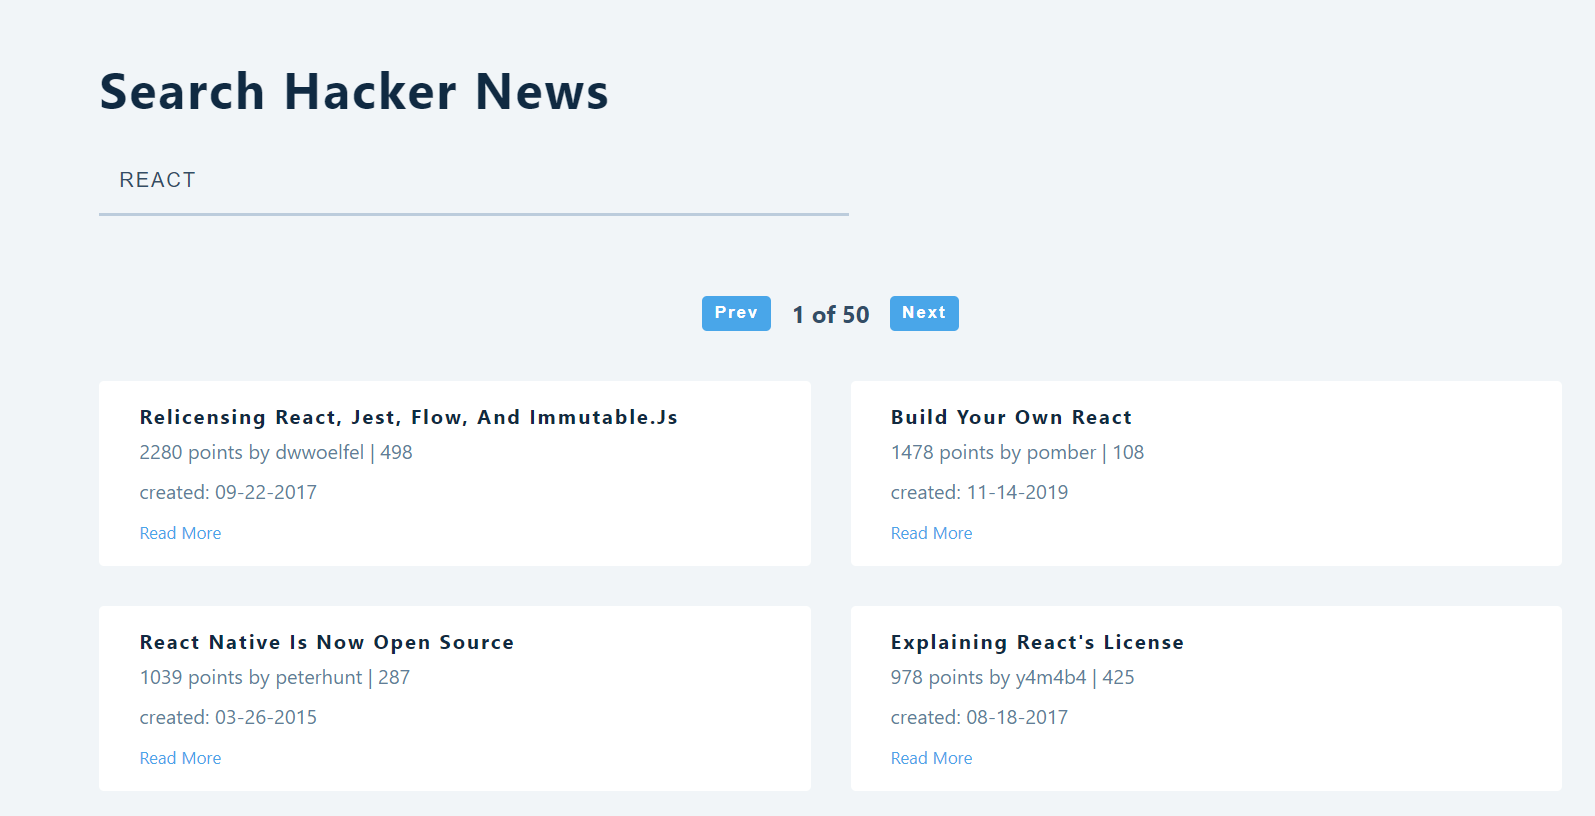 Search Hacker News
REACT
Prev 1 of 50 Next
Relicensing React, Jest, Flow, And Immutable.Js
2280 points by dwwoelfel | 498
created: 09-22-2017
Read More
Build Your Own React
1478 points by pomber | 108
created: 11-14-2019
Read More
React Native Is Now Open Source
1039 points by peterhunt | 287
created: 03-26-2015
Read More
Explaining React's License
978 points by y4m4b4 | 425
created: 08-18-2017
Read More